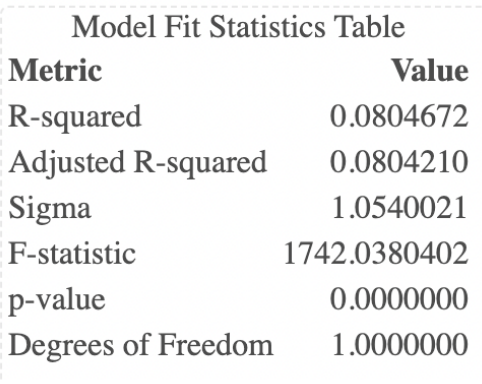 Model Fit Statistics Table
Metric Value
R-squared 0.0804672
Adjusted R-squared 0.0804210
Sigma 1.0540021
F-statistic 1742.0380402
p-value 0.0000000
Degrees of Freedom 1.0000000